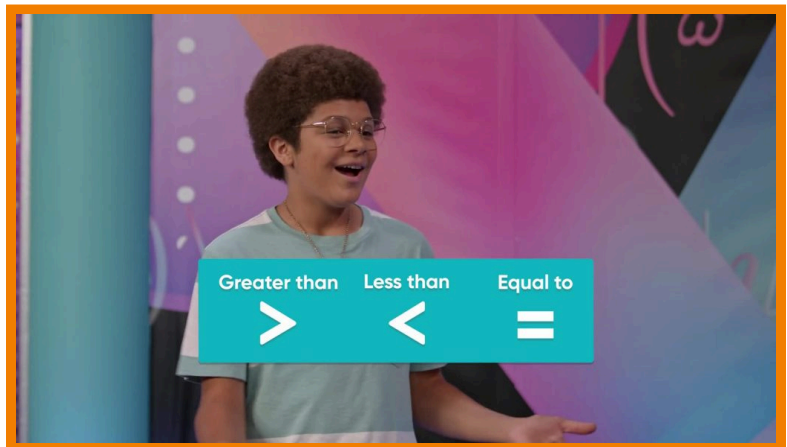 Greater than Less than Equal to
> < =